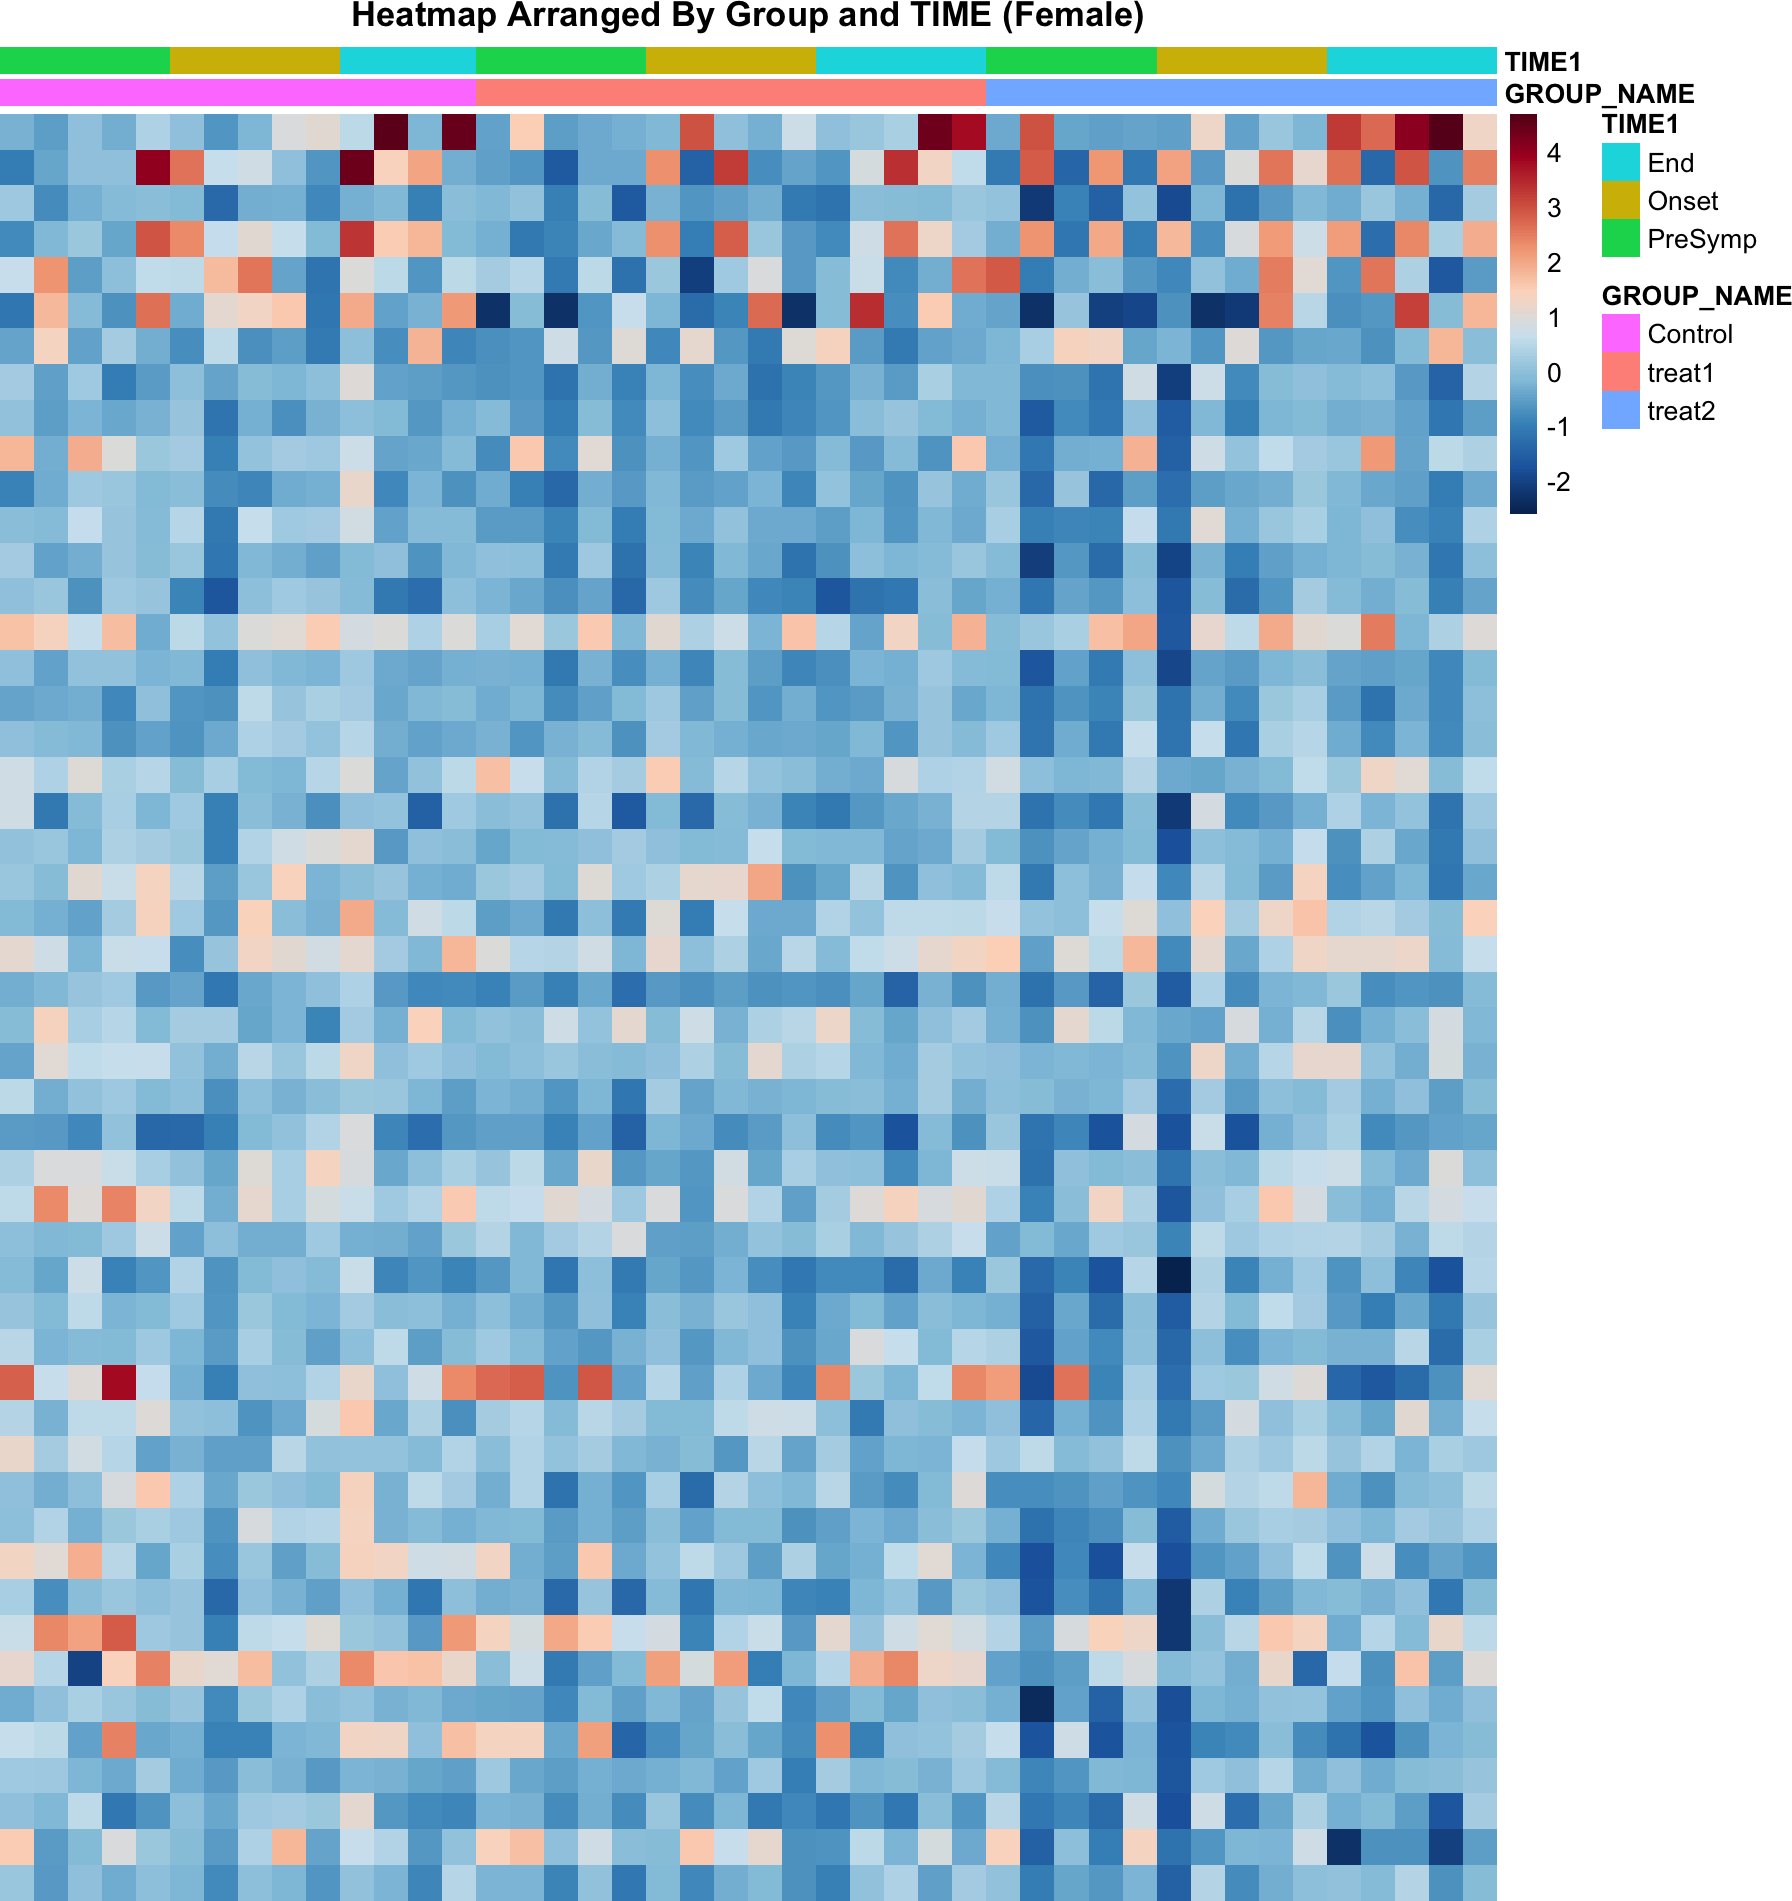 Heatmap Arranged By Group and TIME (Female)
TIME1
GROUP_NAME
TIME1
End
Onset
PreSymp
GROUP_NAME
Control
treat1
treat2
4
3
2
1
0
-1
-2